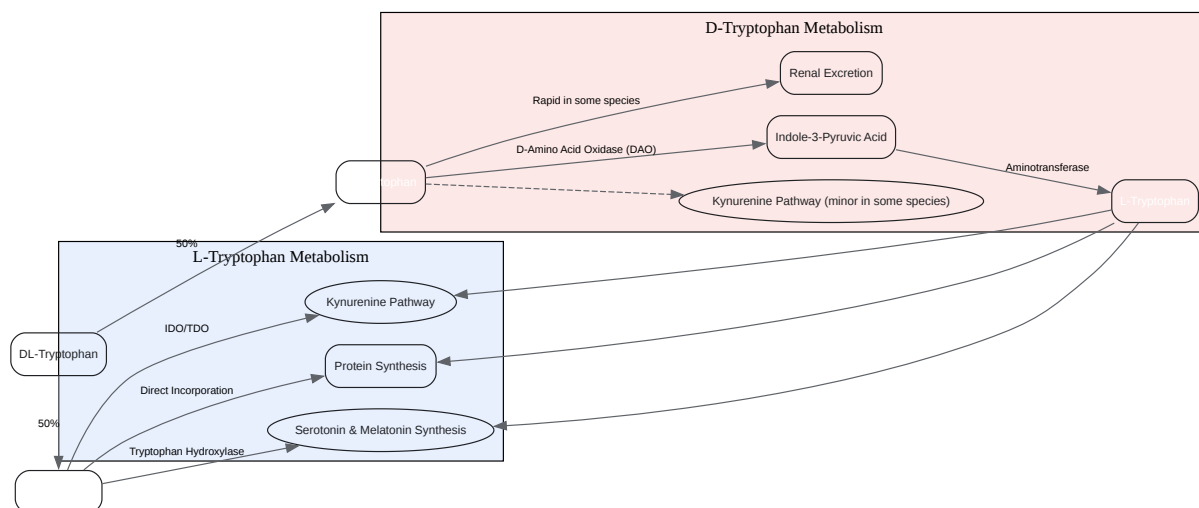 D-Tryptophan Metabolism
Renal Excretion
Rapid in some species
Indole-3-Pyruvic Acid
D-Amino Acid Oxidase (DAO)
Aminotransferase
tophan
Kynurenine Pathway (minor in some species)
L-Tryptophan
50%
L-Tryptophan Metabolism
Kynurenine Pathway
IDO/TDO
DL-Tryptophan
Protein Synthesis
Direct Incorporation
50%
Serotonin & Melatonin Synthesis
Tryptophan Hydroxylase